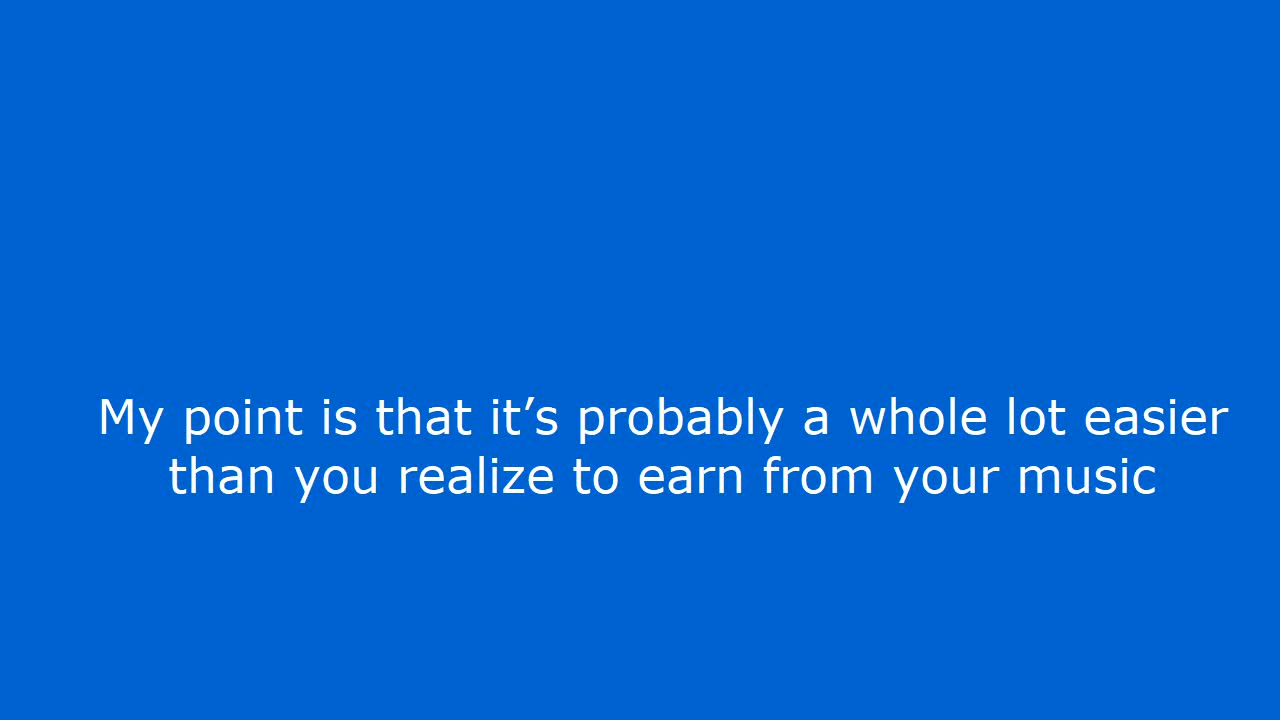 My point is that it’s probably a whole lot easier
than you realize to earn from your music